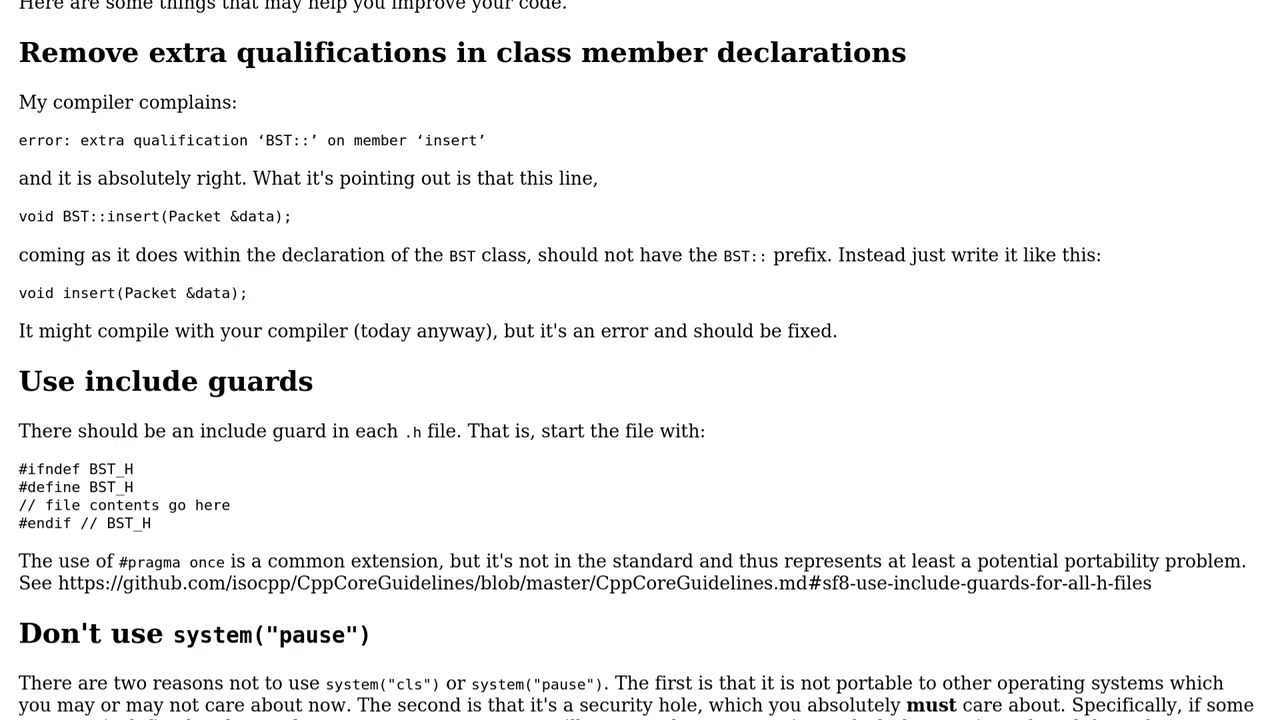 Here are some things that may help you improve your code.
Remove extra qualifications in class member declarations
My compiler complains:
error: extra qualification ‘BST::’ on member ‘insert’
and it is absolutely right. What it's pointing out is that this line,
void BST::insert(Packet &data);
coming as it does within the declaration of the BST class, should not have the BST:: prefix. Instead just write it like this:
void insert(Packet &data);
It might compile with your compiler (today anyway), but it's an error and should be fixed.
Use include guards
There should be an include guard in each .h file. That is, start the file with:
#ifndef BST_H
#define BST_H
// file contents go here
#endif // BST_H
The use of #pragma once is a common extension, but it's not in the standard and thus represents at least a potential portability problem.
See https://github.com/isocpp/CppCoreGuidelines/blob/master/CppCoreGuidelines.md#sf8-use-include-guards-for-all-h-files
Don't use system("pause")
There are two reasons not to use system("cls") or system("pause"). The first is that it is not portable to other operating systems which
you may or may not care about now. The second is that it's a security hole, which you absolutely must care about. Specifically, if some